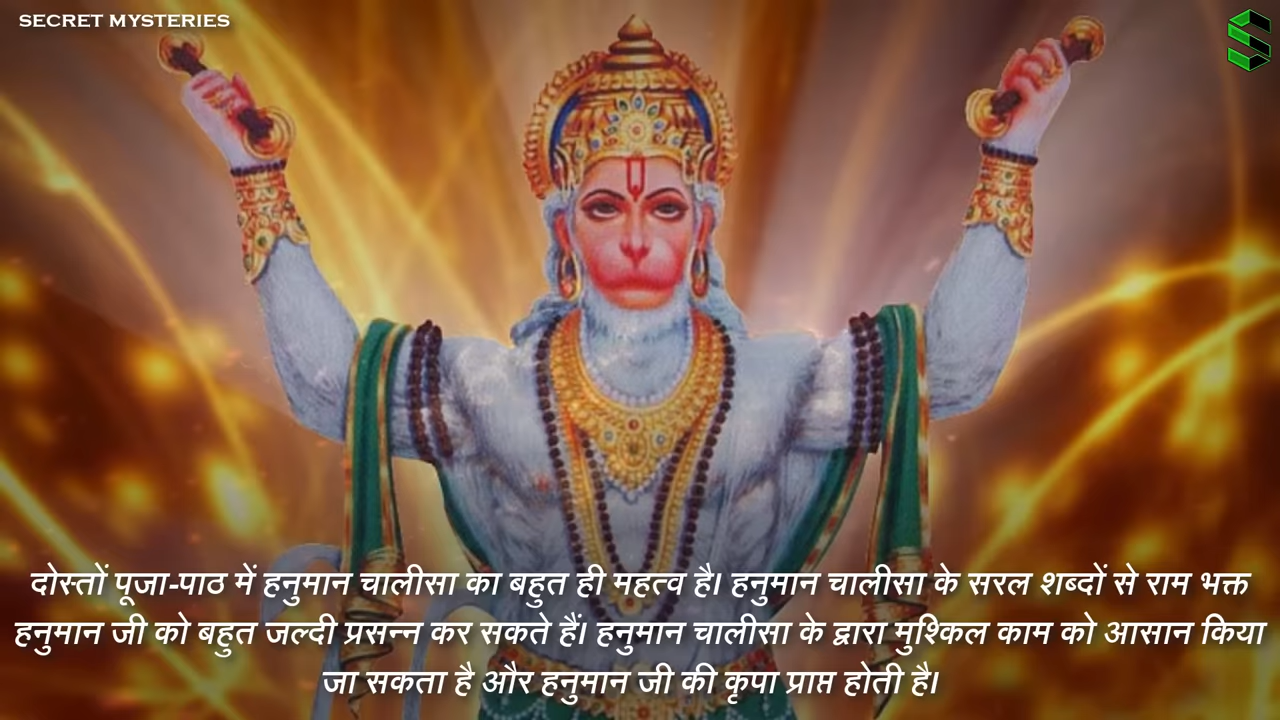 SECRET MYSTERIES
दोस्तों पूजा-पाठ में हनुमान चालीसा का बहुत ही महत्व है। हनुमान चालीसा के सरल शब्दों से राम भक्त
हनुमान जी को बहुत जल्दी प्रसन्न कर सकते हैं। हनुमान चालीसा के द्वारा मुश्किल काम को आसान किया
जा सकता है और हनुमान जी की कृपा प्राप्त होती है।